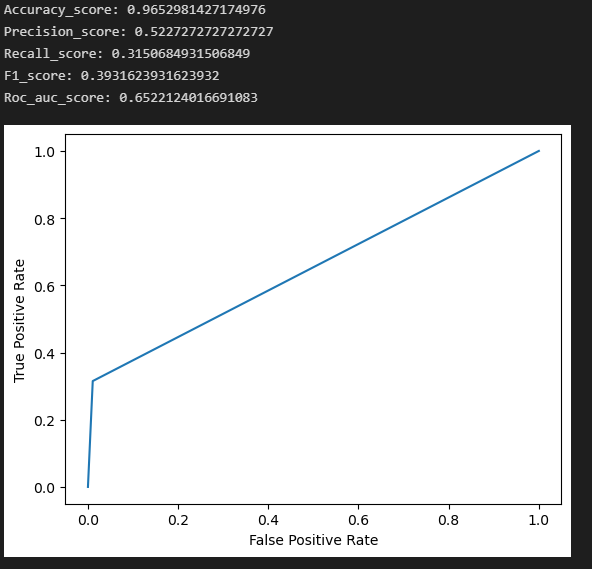 Accuracy_score: 0.9652981427174976
Precision_score: 0.5227272727272727
Recall_score: 0.3150684931506849
F1_score: 0.3931623931623932
Roc_auc_score: 0.6522124016691083
1.0
0.8
0.6
0.4
0.2
0.0
True Positive Rate
0.0 0.2 0.4 0.6 0.8 1.0
False Positive Rate